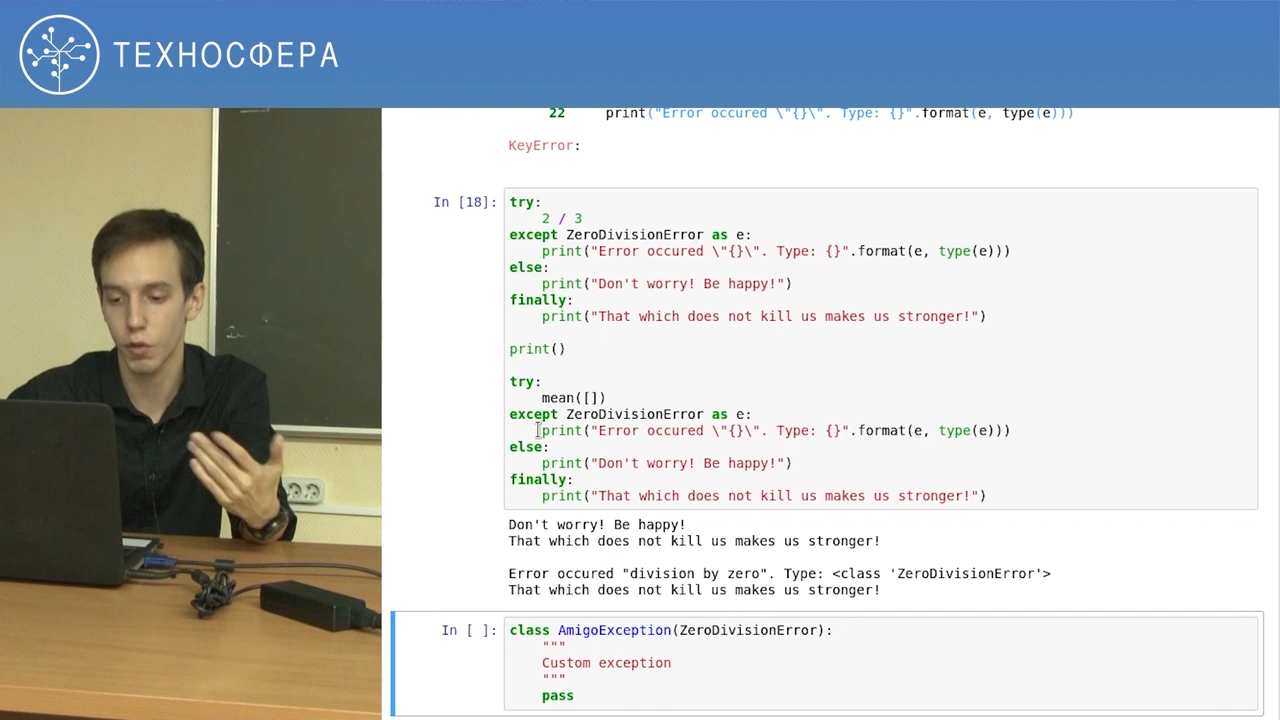 ТЕХНОСФЕРА
22 print("Error occured \"{}\". Type: {}".format(e, type(e)))
KeyError:
In [18]: try:
2 / 3
except ZeroDivisionError as e:
print("Error occured \"{}\". Type: {}".format(e, type(e)))
else:
print("Don't worry! Be happy!")
finally:
print("That which does not kill us makes us stronger!")
print()
try:
mean([])
except ZeroDivisionError as e:
print("Error occured \"{}\". Type: {}".format(e, type(e)))
else:
print("Don't worry! Be happy!")
finally:
print("That which does not kill us makes us stronger!")
Don't worry! Be happy!
That which does not kill us makes us stronger!
Error occured "division by zero". Type: <class 'ZeroDivisionError'>
That which does not kill us makes us stronger!
In [ ]: class AmigoException(ZeroDivisionError):
"""
Custom exception
"""
pass